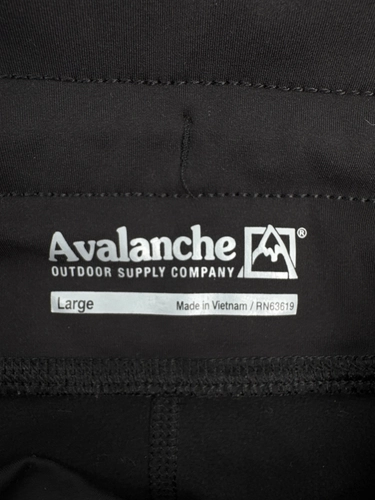 Avalanche®
OUTDOOR SUPPLY COMPANY
Large Made in Vietnam / RN63619